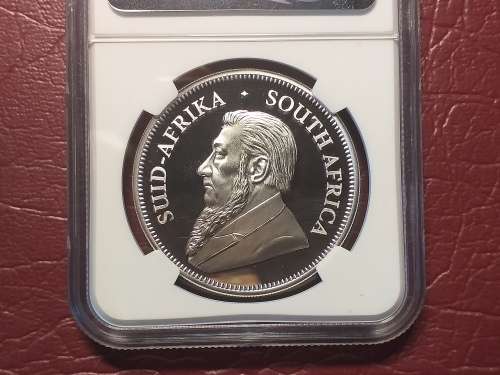 SUID-AFRIKA · SOUTH AFRICA